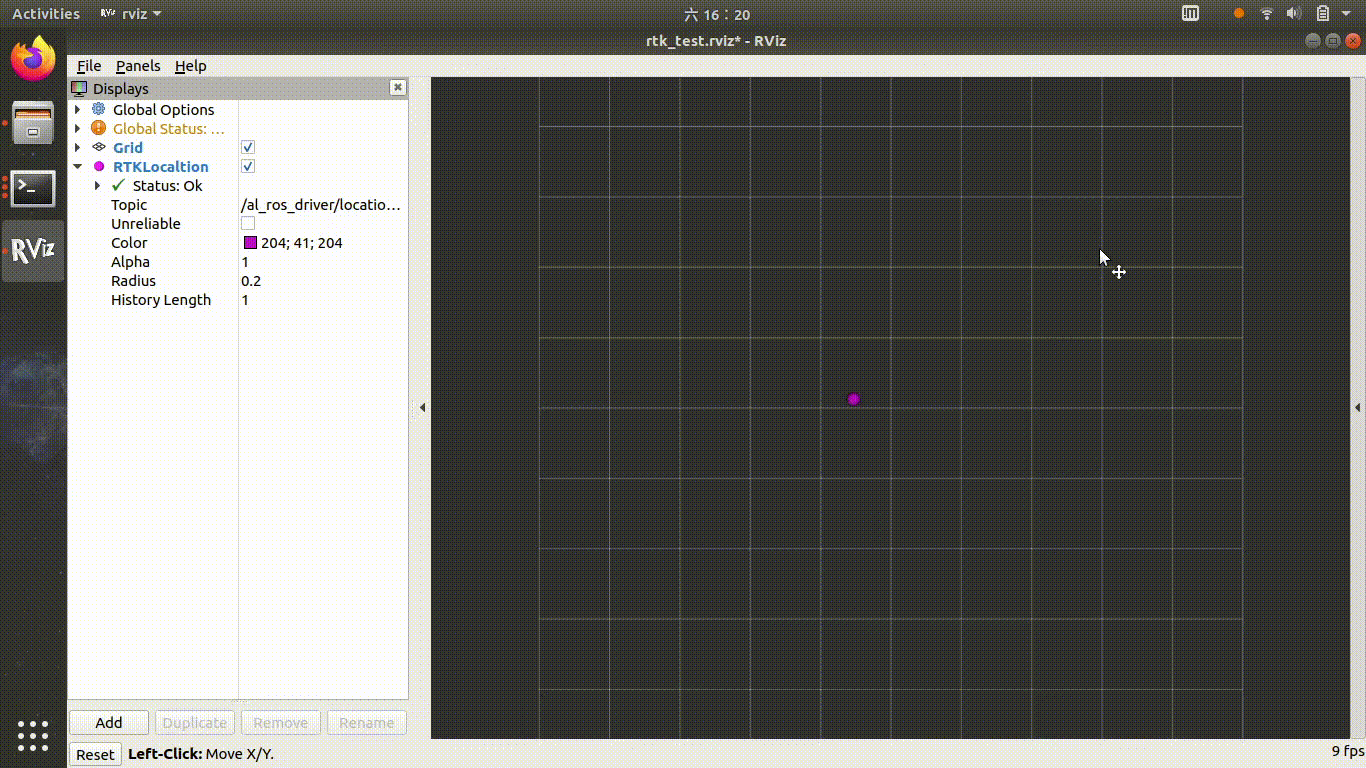 Activities RViz rviz 六 16：20
rtk_test.rviz* - RViz
File Panels Help
Displays
Global Options
Global Status: …
Grid
RTKLocaltion
Status: Ok
Topic /al_ros_driver/locatio…
Unreliable
Color 204; 41; 204
Alpha 1
Radius 0.2
History Length 1
RViz
Add Duplicate Remove Rename
Reset Left-Click: Move X/Y. 9 fps